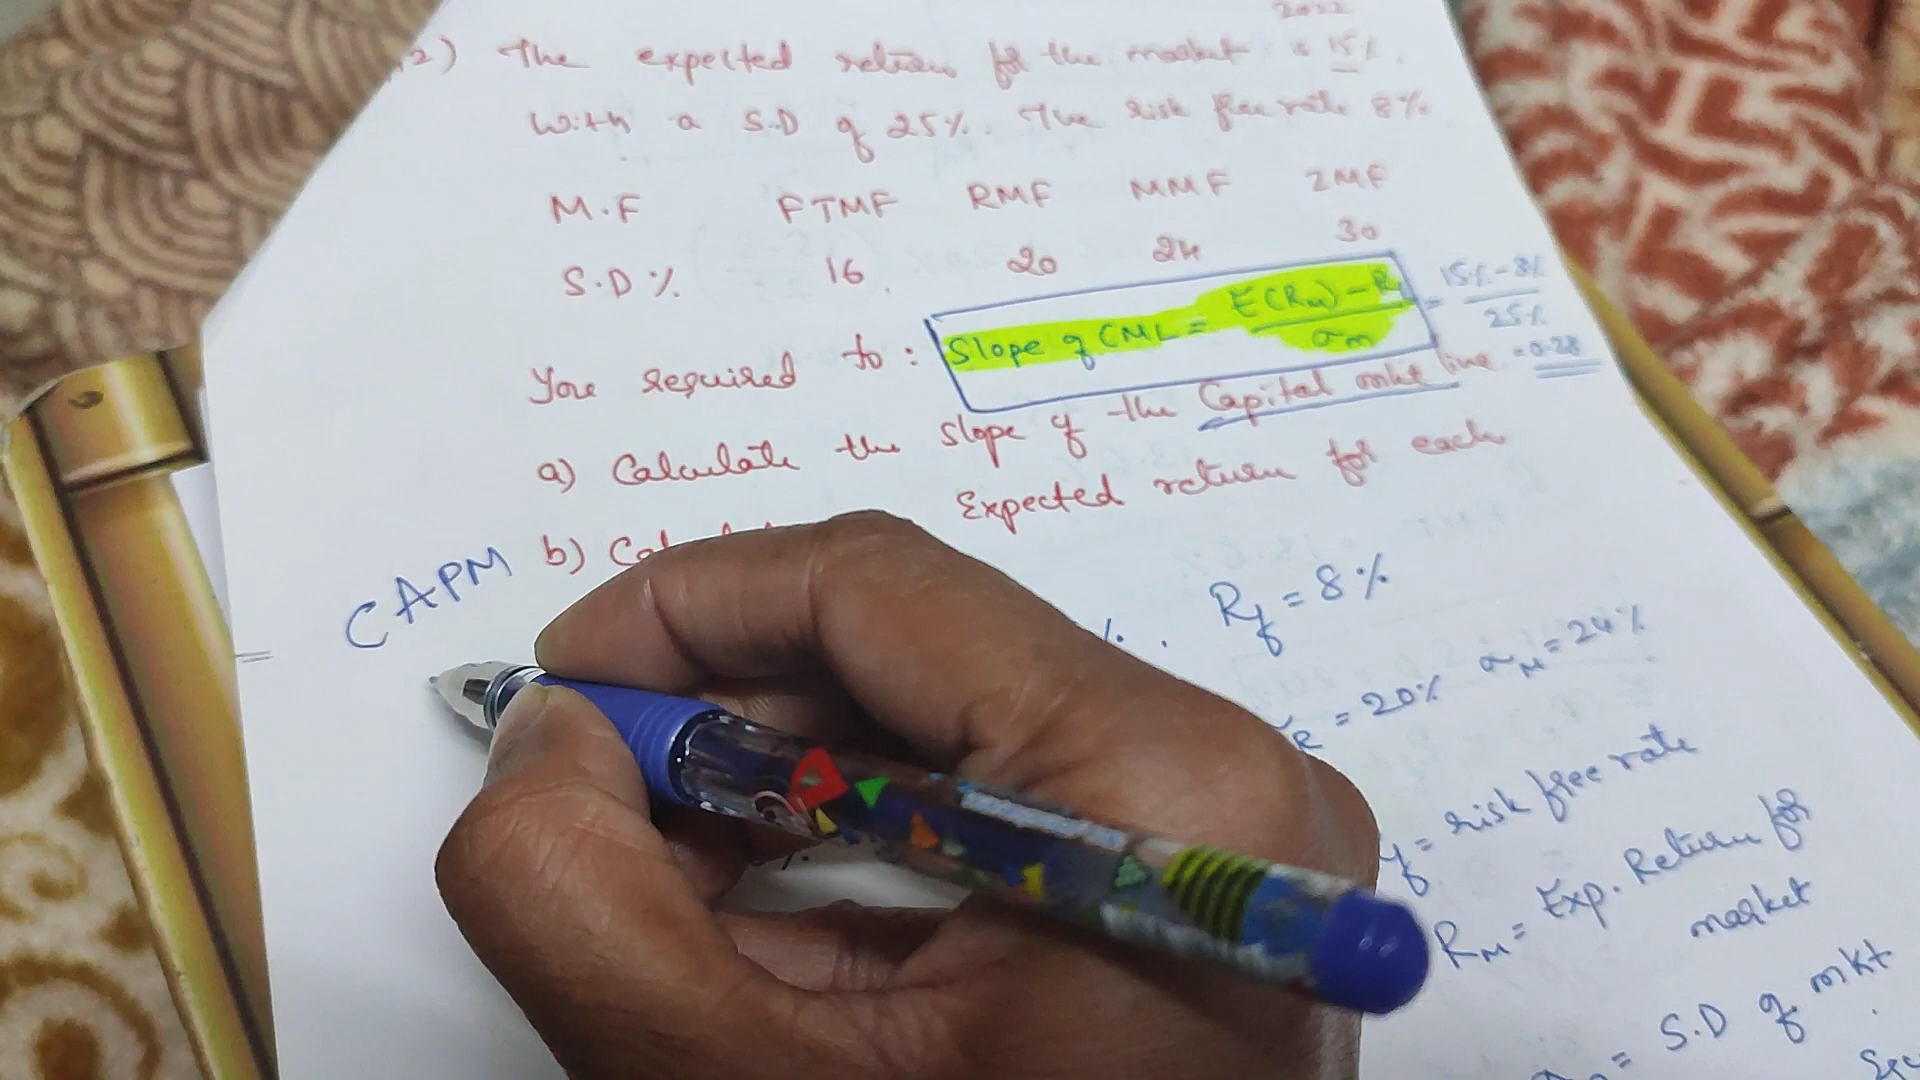 2022
2) The expected return for the market is 15%.
With a S.D of 25%. The risk free rate 8%
M.F FTMF RMF MMF ZMF
S.D % 16 20 24 30
Slope of CML = E(RM) - Rf / σm = 15% - 8% / 25%
= 0.28
You required to :
a) Calculate the slope of the Capital mkt line.
b) Cal Expected return for each
CAPM
%. Rf = 8%
R = 20% σM = 24%
f = risk free rate
RM = Exp. Return for
market
= S.D of mkt